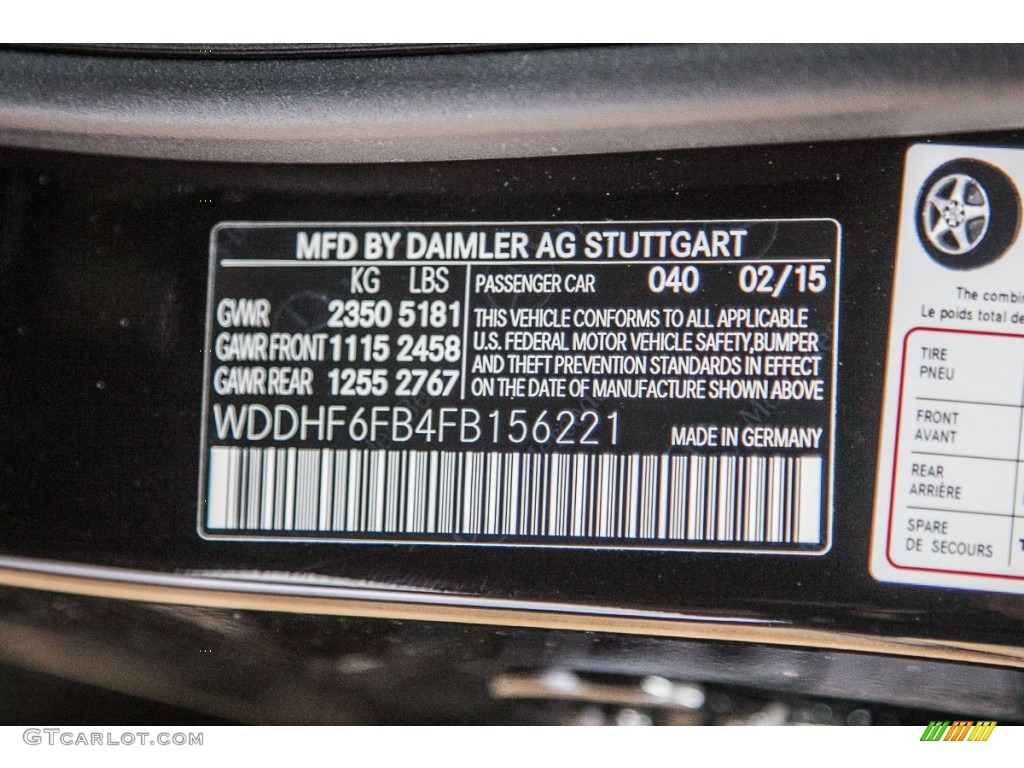 MFD BY DAIMLER AG STUTTGART
KG LBS
GVWR 2350 5181
GAWR FRONT 1115 2458
GAWR REAR 1255 2767
PASSENGER CAR 040 02/15
THIS VEHICLE CONFORMS TO ALL APPLICABLE
U.S. FEDERAL MOTOR VEHICLE SAFETY,BUMPER
AND THEFT PREVENTION STANDARDS IN EFFECT
ON THE DATE OF MANUFACTURE SHOWN ABOVE
WDDHF6FB4FB156221
MADE IN GERMANY
The
Le poids total
TIRE
PNEU
FRONT
AVANT
REAR
ARRIÈRE
SPARE
DE SECOURS
GTCarlot.com